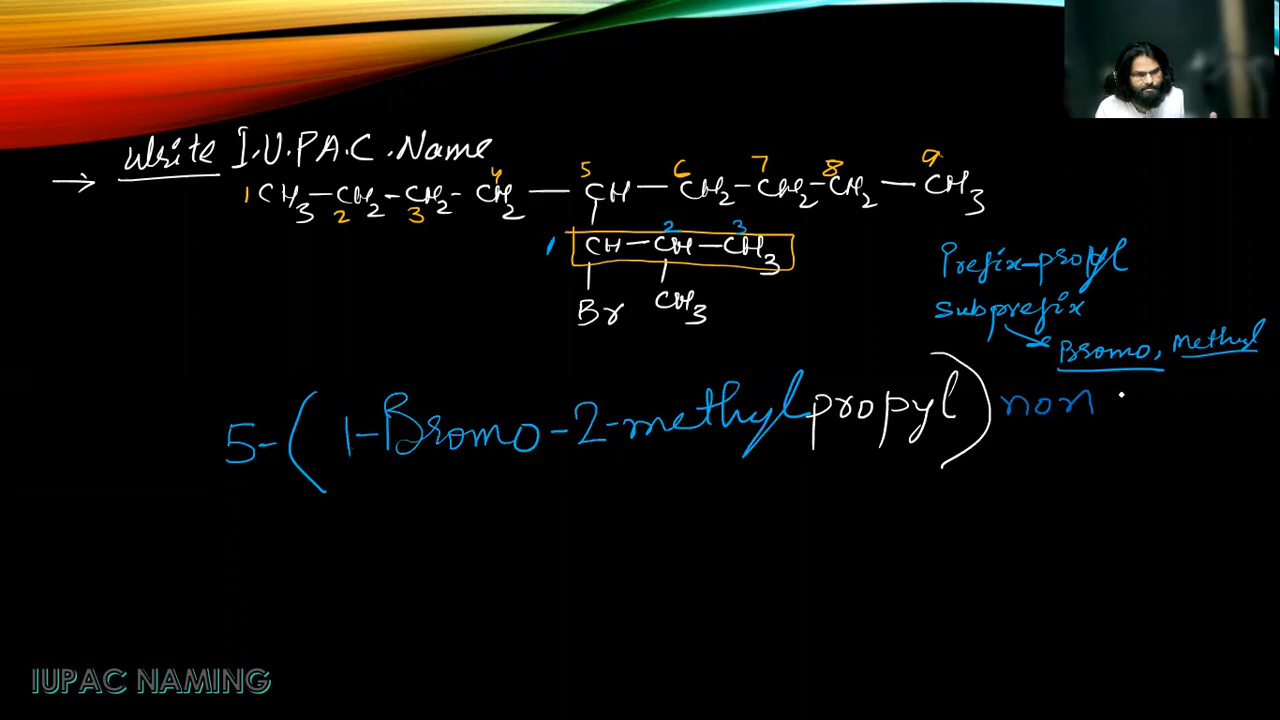 → Write I.U.P.A.C. Name
4 5 6 7 8 9
1 CH3—CH2—CH2—CH2—CH—CH2—CH2—CH2—CH3
2 3
2 3
1 CH—CH—CH3
Br CH3
Prefix-propyl
Subprefix
Bromo, Methyl
5-(1-Bromo-2-methylpropyl)non
IUPAC NAMING